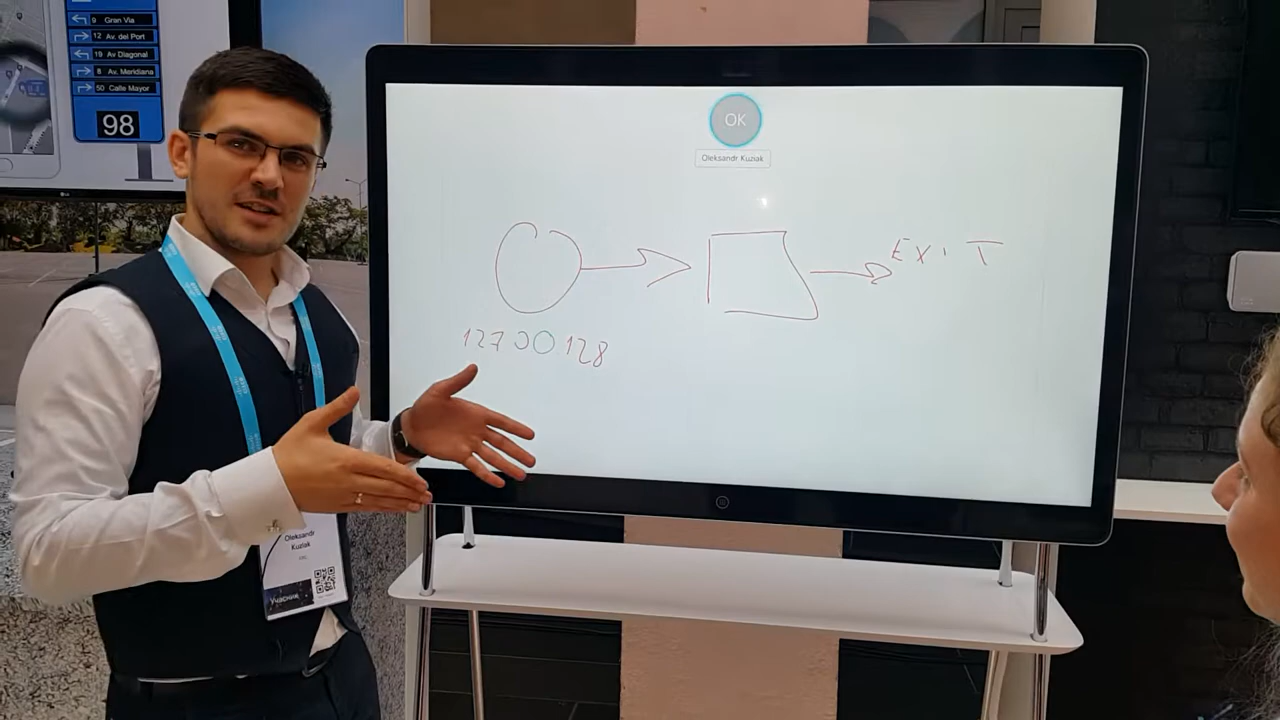 9 Gran Via
12 Av. del Port
19 Av Diagonal
8 Av. Meridiana
50 Calle Mayor
98
OK
Oleksandr Kuziak
EXIT
127 00 128
Oleksandr
Kuziak
Учасник
LG